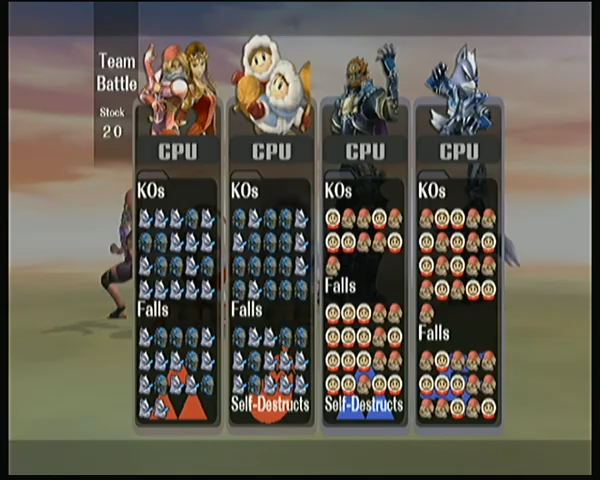 Team
Battle
Stock
20
CPU
CPU
CPU
CPU
KOs
KOs
KOs
KOs
Falls
Falls
Falls
Falls
Self-Destructs
Self-Destructs